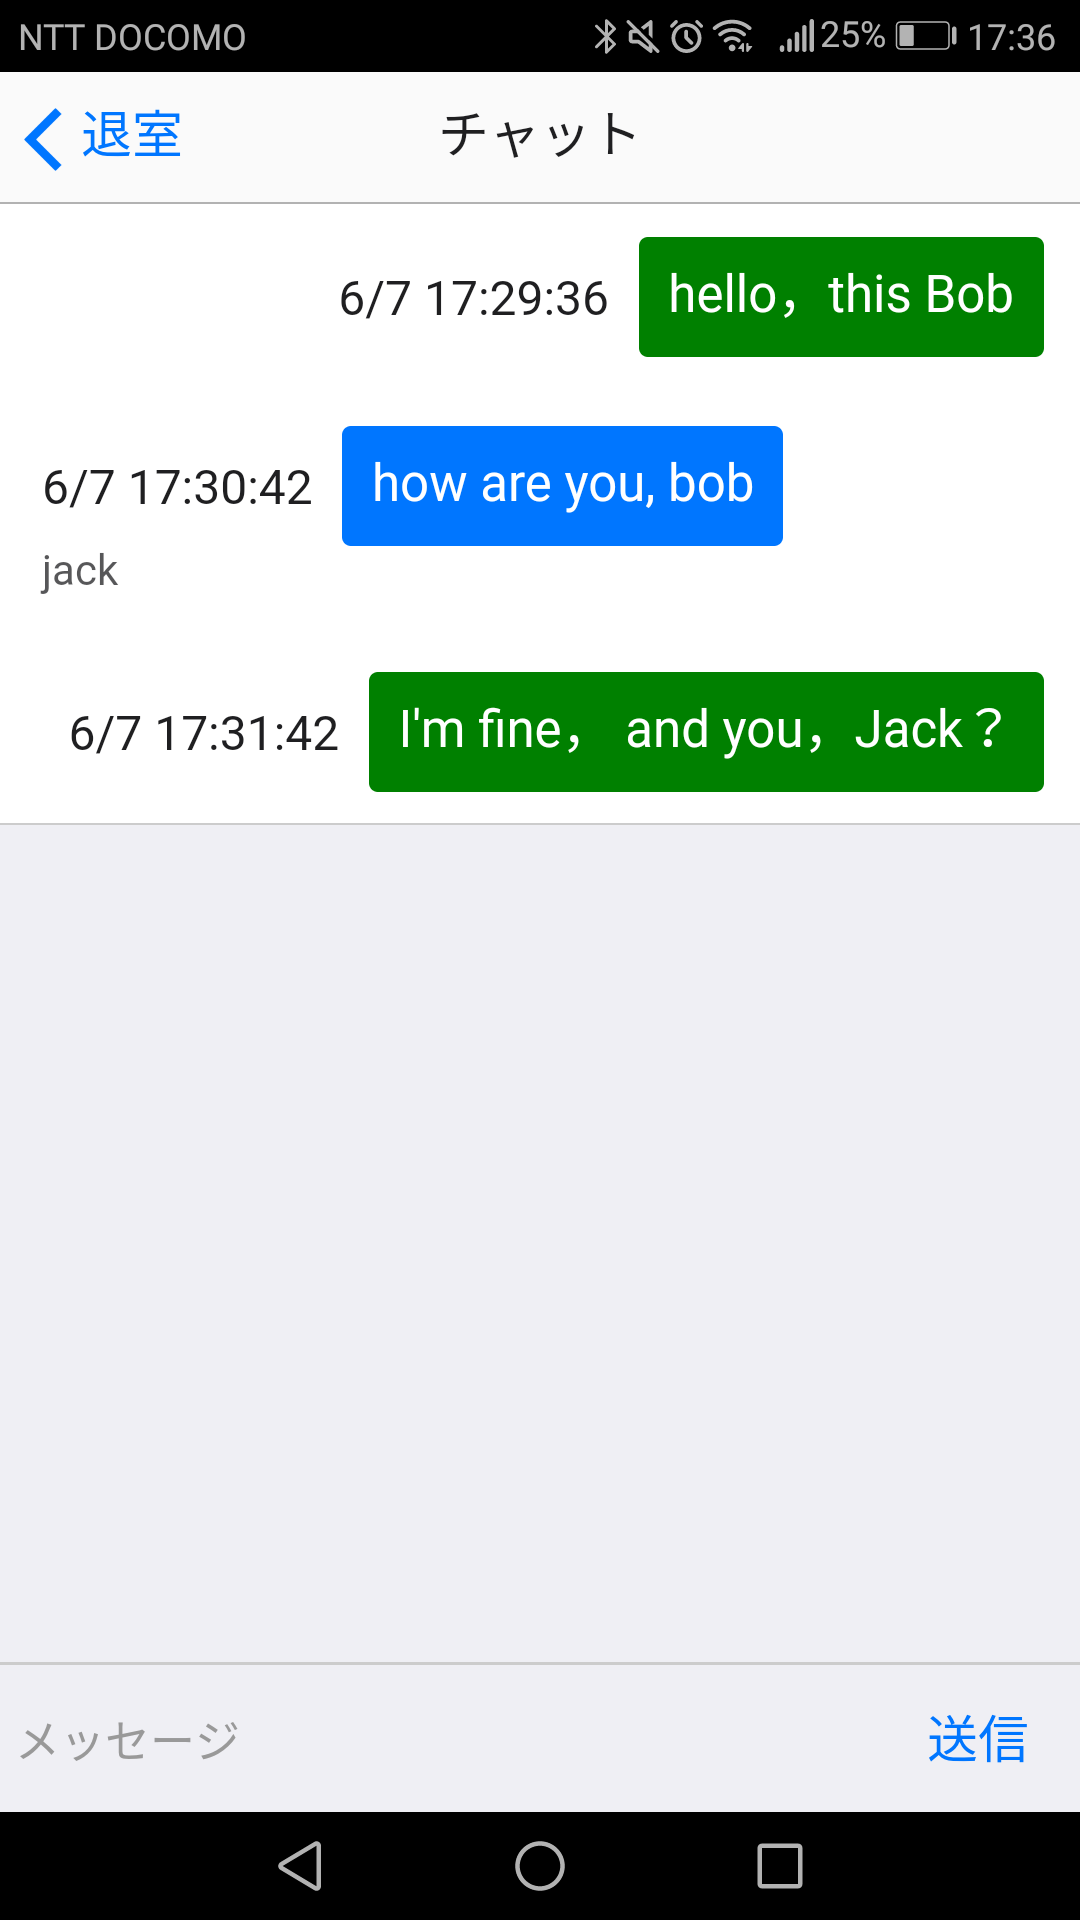 NTT DOCOMO 25% 17:36
退室 チャット
6/7 17:29:36 hello，this Bob
6/7 17:30:42 how are you, bob
jack
6/7 17:31:42 I'm fine， and you，Jack？
メッセージ 送信